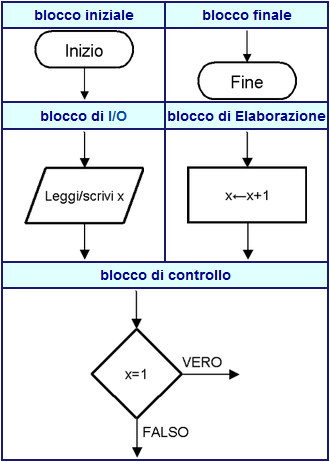 blocco iniziale
blocco finale
Inizio
Fine
blocco di I/O
blocco di Elaborazione
Leggi/scrivi x
x←x+1
blocco di controllo
x=1
VERO
FALSO